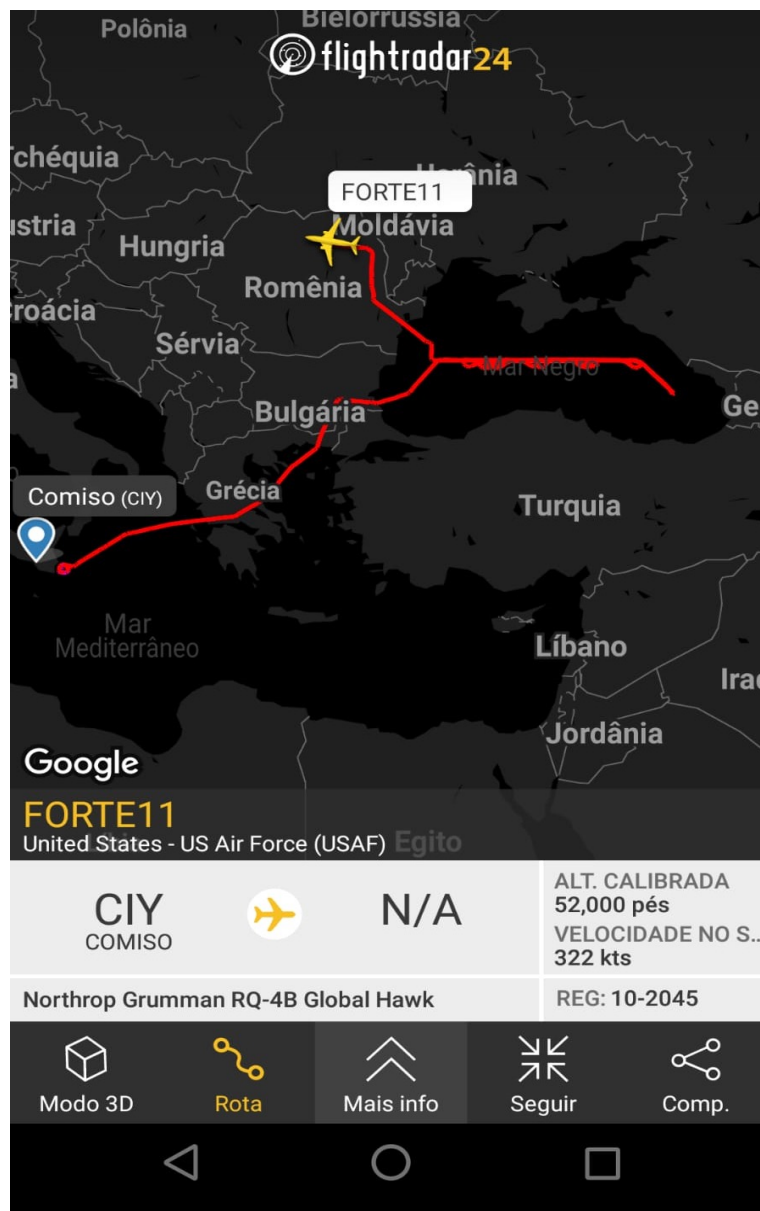 Polônia
Bielorrússia
flightradar24
Tchéquia
Ucrânia
FORTE11
ustria
Moldávia
Hungria
Romênia
Croácia
Sérvia
Mar Negro
Bulgária
Ge
Comiso (CIY)
Grécia
Turquia
Mar
Mediterrâneo
Líbano
Ira
Jordânia
Google
FORTE11
United States - US Air Force (USAF)
Egito
CIY
COMISO
N/A
ALT. CALIBRADA
52,000 pés
VELOCIDADE NO S..
322 kts
Northrop Grumman RQ-4B Global Hawk
REG: 10-2045
Modo 3D
Rota
Mais info
Seguir
Comp.